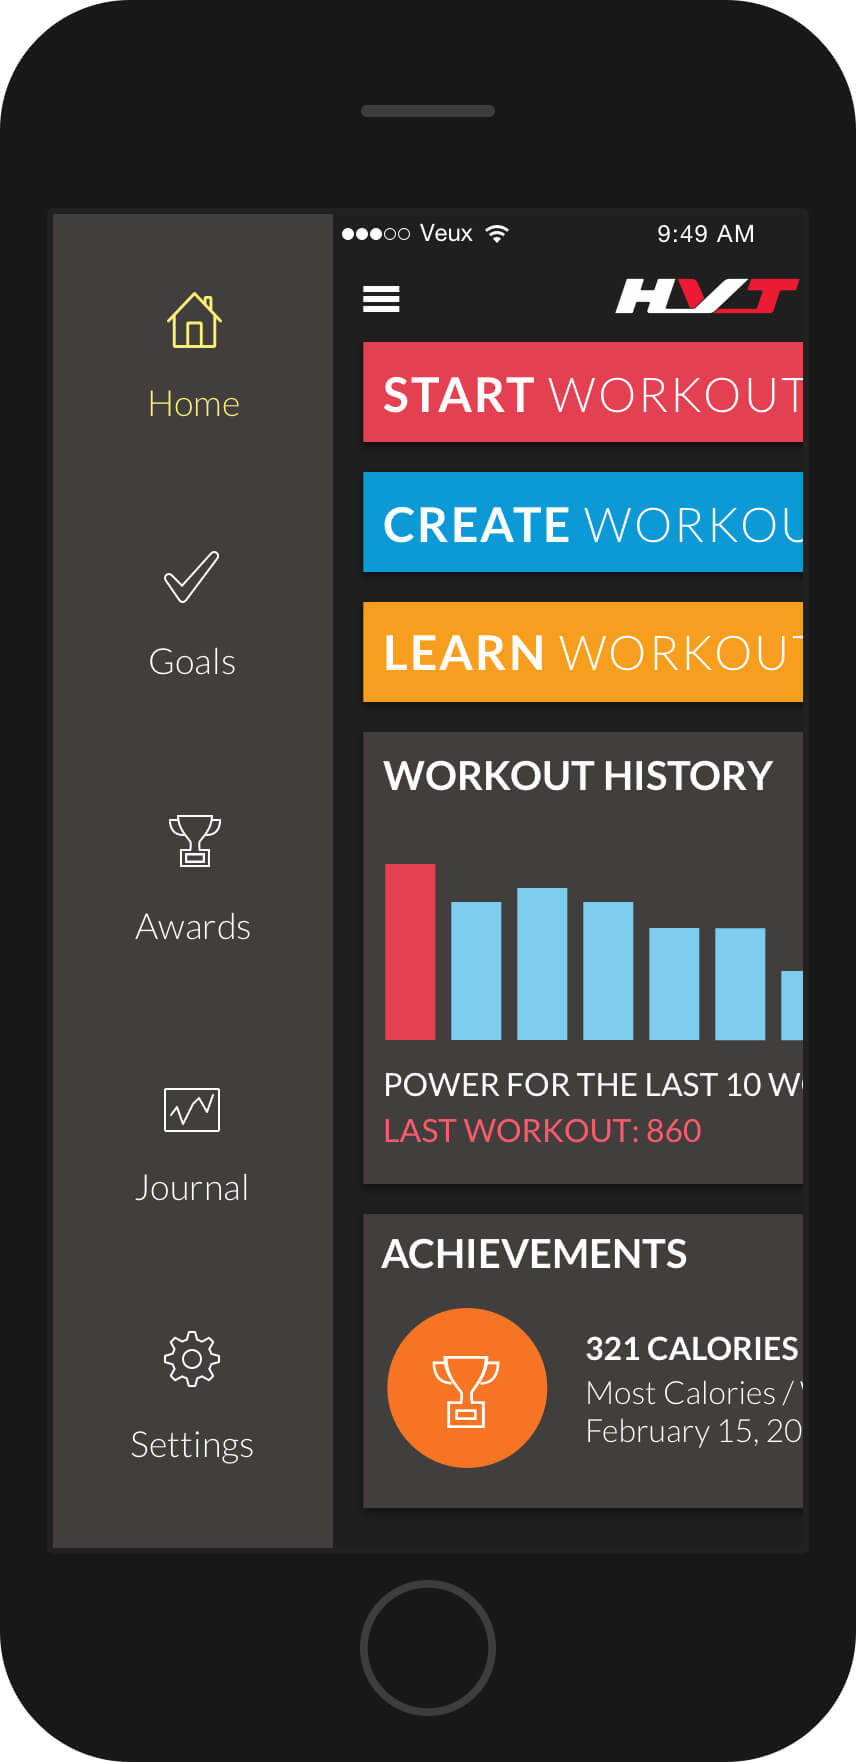 Veux
9:49 AM
HVT
Home
Goals
Awards
Journal
Settings
START WORKOUT
CREATE WORKOU
LEARN WORKOUT
WORKOUT HISTORY
POWER FOR THE LAST 10 W
LAST WORKOUT: 860
ACHIEVEMENTS
321 CALORIES
Most Calories /
February 15, 20